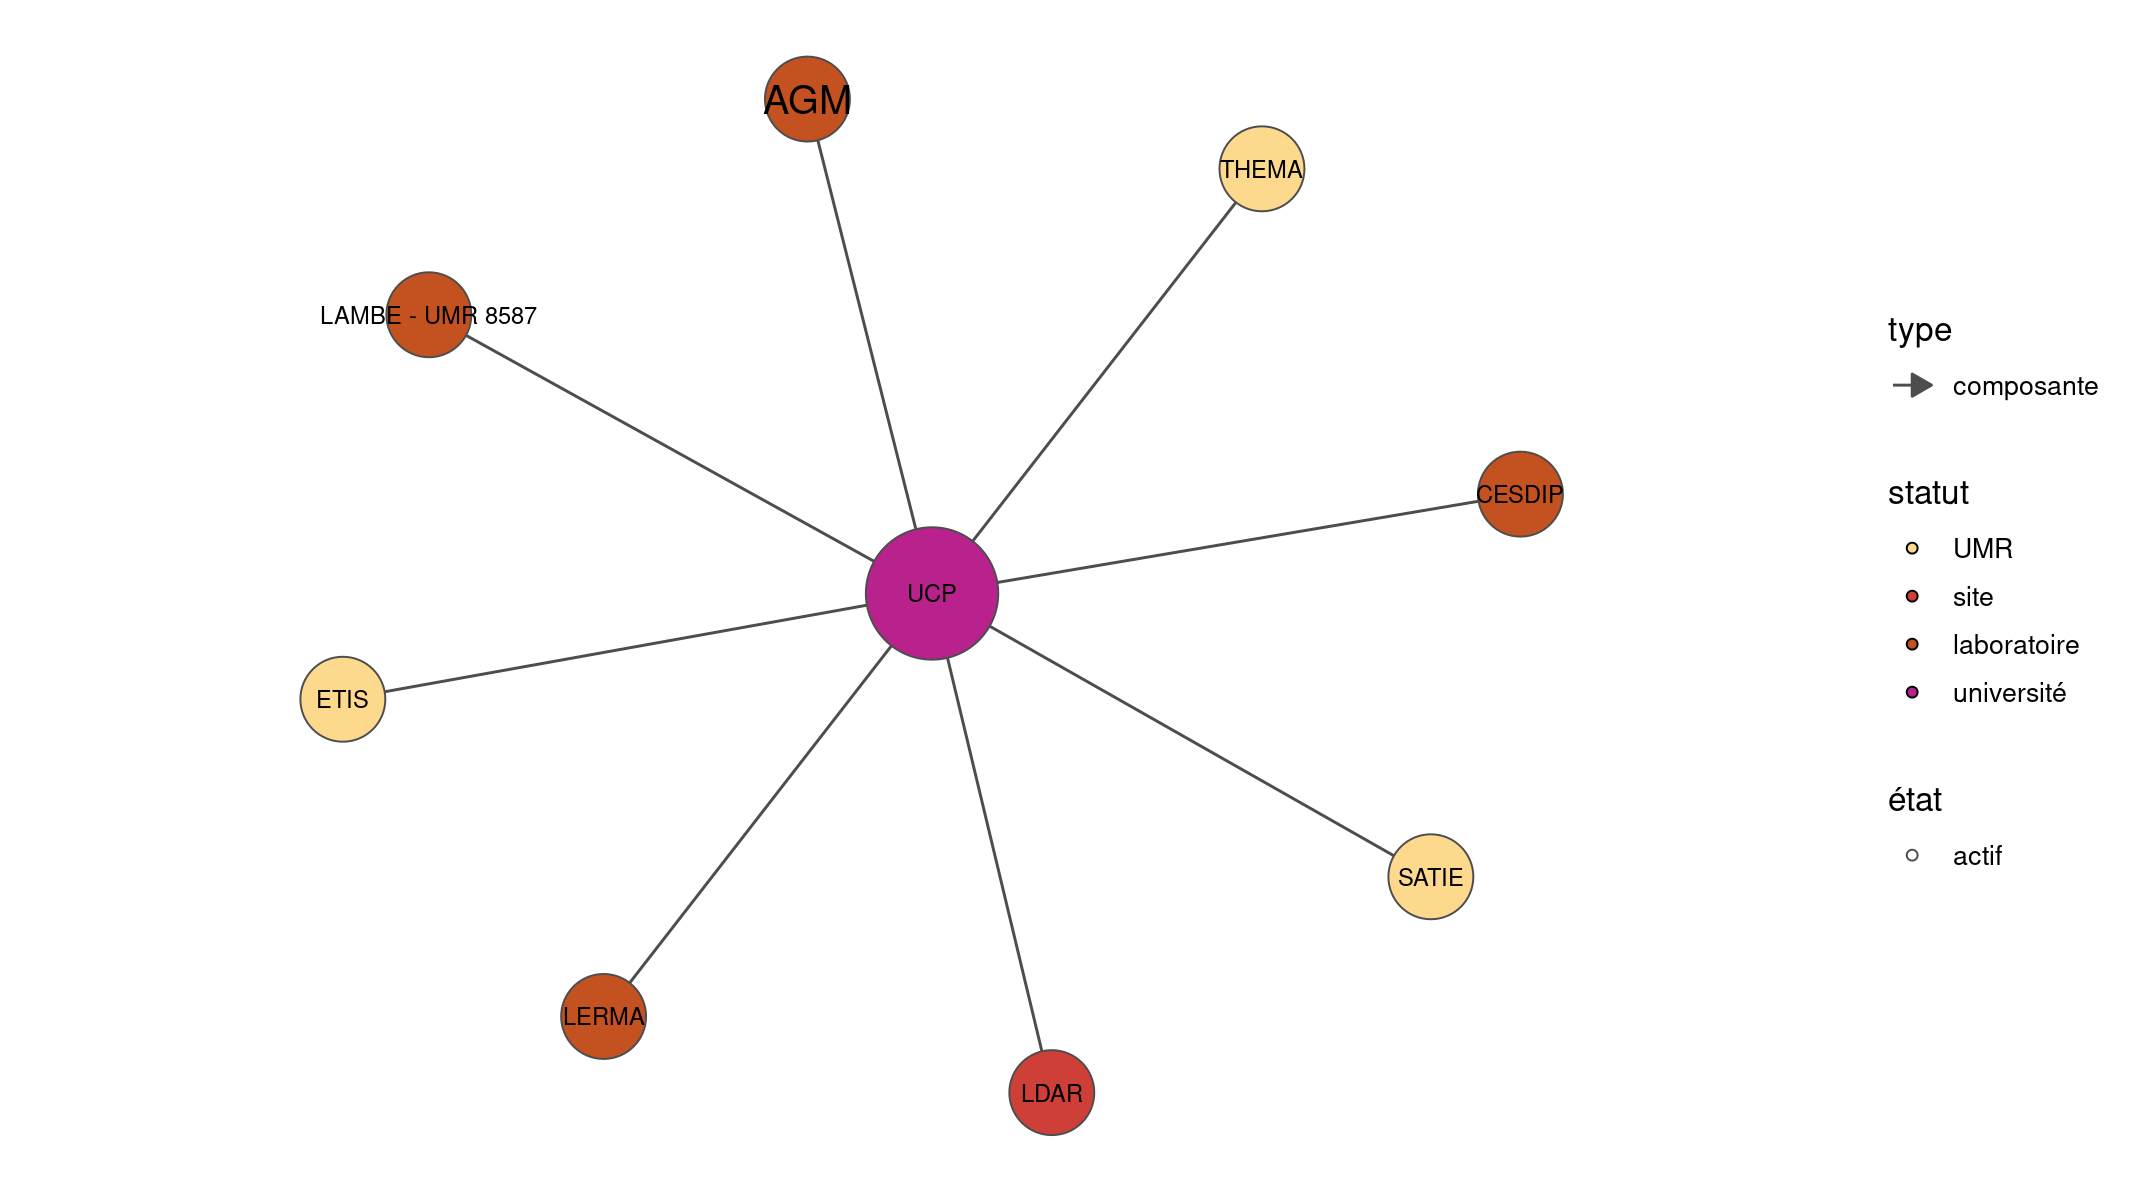 AGM
THEMA
LAMBE - UMR 8587
CESDIP
UCP
ETIS
SATIE
LERMA
LDAR
type
composante
statut
UMR
site
laboratoire
université
état
actif